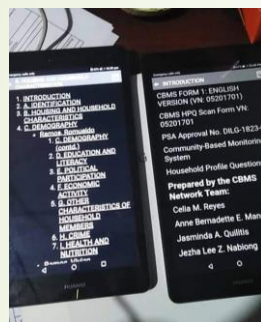 1. INTRODUCTION
2. A. IDENTIFICATION
3. B. HOUSING AND HOUSEHOLD
CHARACTERISTICS
4. C. DEMOGRAPHY
Ramos, Romualdo
1. C. DEMOGRAPHY
(contd.)
2. D. EDUCATION AND
LITERACY
3. E. POLITICAL
PARTICIPATION
4. F. ECONOMIC
ACTIVITY
5. G. OTHER
CHARACTERISTICS OF
HOUSEHOLD
MEMBERS
6. H. CRIME
7. I. HEALTH AND
NUTRITION
HUAWEI
INTRODUCTION
CBMS FORM 1: ENGLISH
VERSION (VN: 05201701)
CBMS HPQ Scan Form VN:
05201701
PSA Approval No. DILG-1823-
Community-Based Monitoring
System
Household Profile Question
Prepared by the CBMS
Network Team:
Celia M. Reyes
Anne Bernadette E. Man
Jasminda A. Quilitis
Jezha Lee Z. Nabiong
HUAWEI